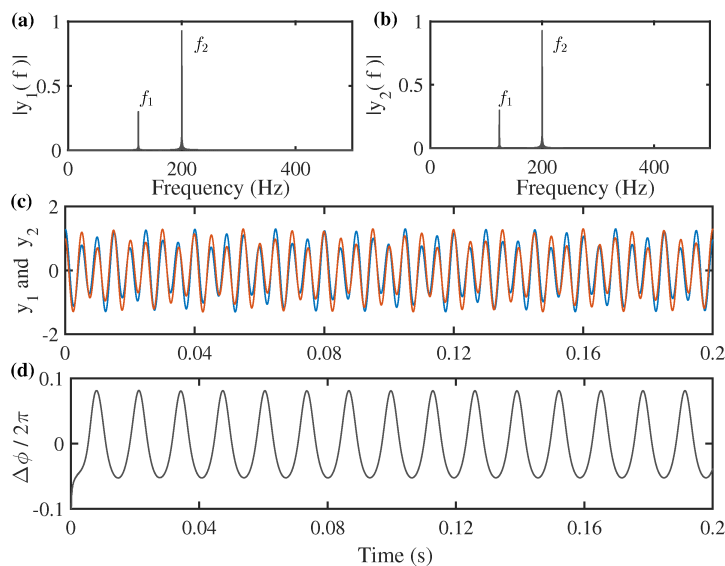 (a)
1
0.5
0
|y₁(f)|
f₁
f₂
0 200 400
Frequency (Hz)
(b)
1
0.5
0
|y₂(f)|
f₁
f₂
0 200 400
Frequency (Hz)
(c)
2
0
-2
y₁ and y₂
0 0.04 0.08 0.12 0.16 0.2
(d)
0.1
0
-0.1
Δϕ / 2π
0 0.04 0.08 0.12 0.16 0.2
Time (s)